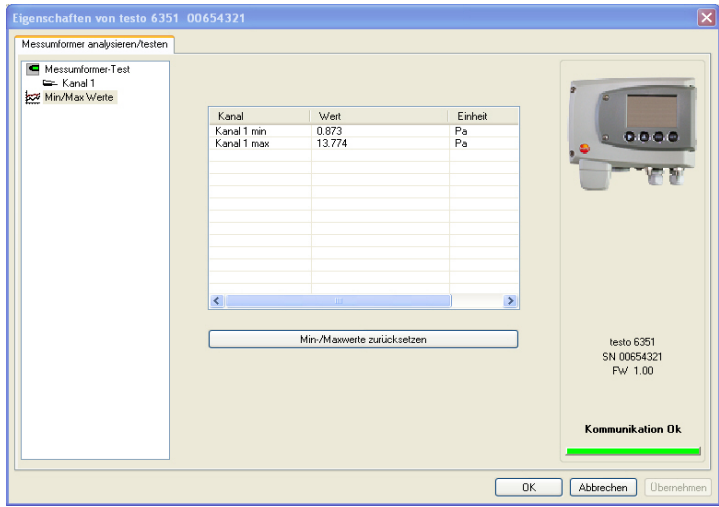 Eigenschaften von testo 6351 00654321
Messumformer analysieren/testen
Messumformer-Test
Kanal 1
Min/Max Werte
Kanal Wert Einheit
Kanal 1 min 0.873 Pa
Kanal 1 max 13.774 Pa
Min-/Maxwerte zurücksetzen
testo 6351
SN 00654321
FW 1.00
Kommunikation Ok
OK Abbrechen Übernehmen